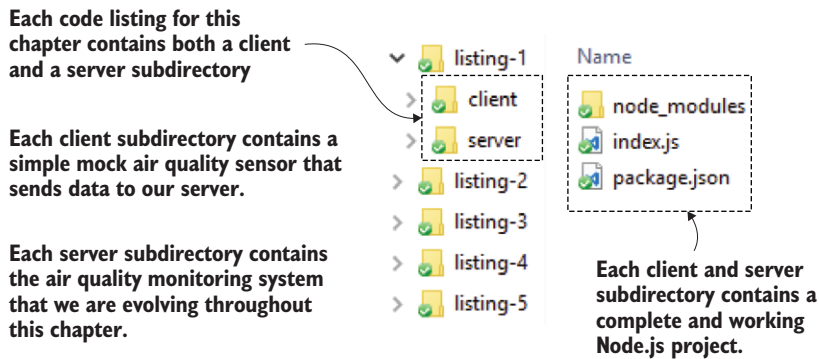 Each code listing for this
chapter contains both a client
and a server subdirectory
Each client subdirectory contains a
simple mock air quality sensor that
sends data to our server.
Each server subdirectory contains
the air quality monitoring system
that we are evolving throughout
this chapter.
listing-1
client
server
listing-2
listing-3
listing-4
listing-5
Name
node_modules
index.js
package.json
Each client and server
subdirectory contains a
complete and working
Node.js project.